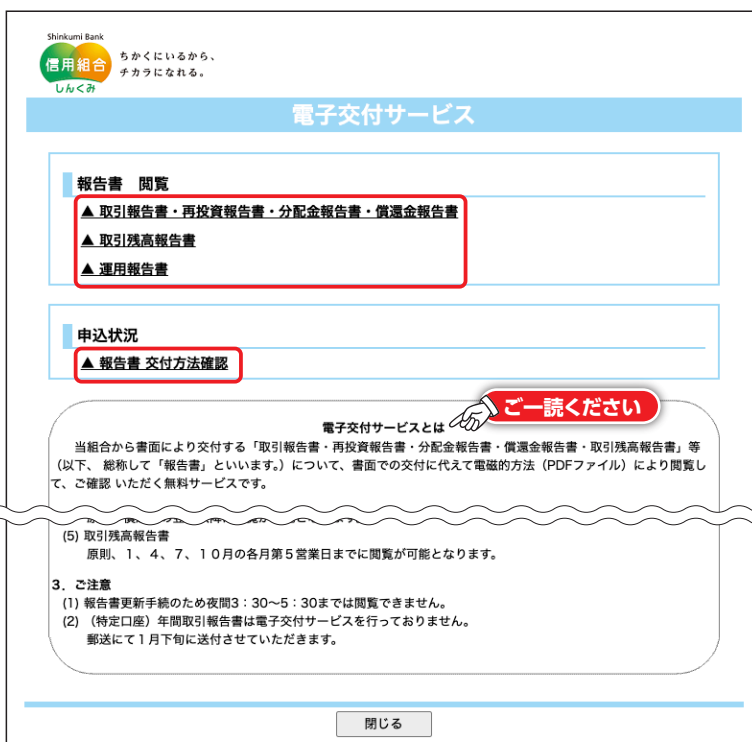 Shinkumi Bank
信用組合
しんくみ
ちかくにいるから、
チカラになれる。
電子交付サービス
報告書　閲覧
▲ 取引報告書・再投資報告書・分配金報告書・償還金報告書
▲ 取引残高報告書
▲ 運用報告書
申込状況
▲ 報告書 交付方法確認
ご一読ください
電子交付サービスとは
当組合から書面により交付する「取引報告書・再投資報告書・分配金報告書・償還金報告書・取引残高報告書」等
（以下、 総称して「報告書」といいます。）について、書面での交付に代えて電磁的方法（PDFファイル）により閲覧し
て、ご確認 いただく無料サービスです。
(5) 取引残高報告書
原則、１、４、７、１０月の各月第５営業日までに閲覧が可能となります。
3．ご注意
(1) 報告書更新手続のため夜間3：30～5：30までは閲覧できません。
(2) （特定口座）年間取引報告書は電子交付サービスを行っておりません。
郵送にて１月下旬に送付させていただきます。
閉じる